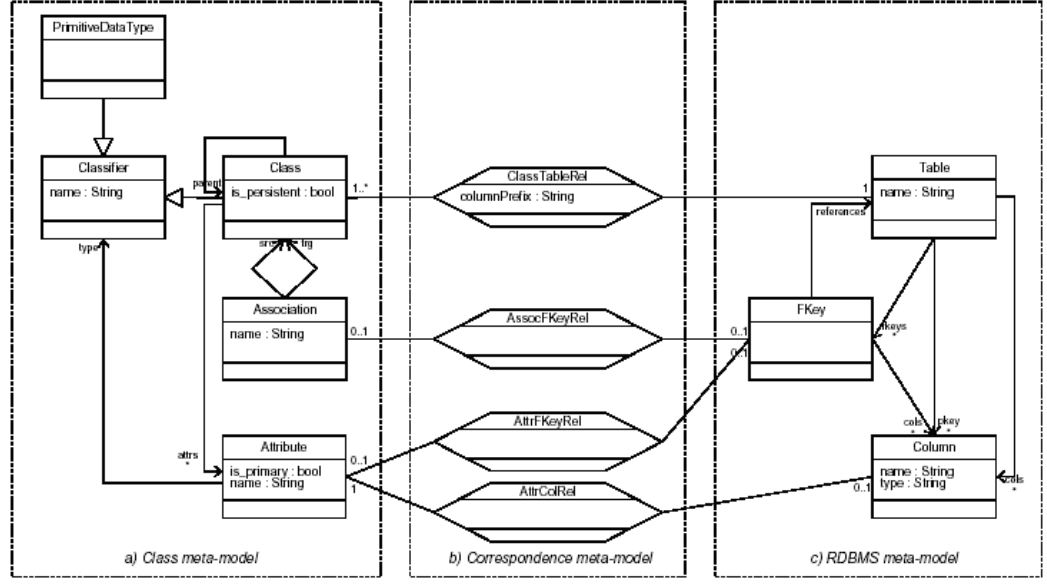 PrimitiveDataType
Classifier
name : String
Class
is_persistent : bool
parent
1..*
ClassTableRel
columnPrefix : String
1
Table
name : String
references
type
src
trg
Association
name : String
0..1
AssocFKeyRel
0..1
0..1
FKey
fkeys
*
AttrFKeyRel
cols
*
pkey
*
attrs
*
Attribute
is_primary : bool
name : String
0..1
1
AttrColRel
0..1
Column
name : String
type : String
cols
*
a) Class meta-model
b) Correspondence meta-model
c) RDBMS meta-model